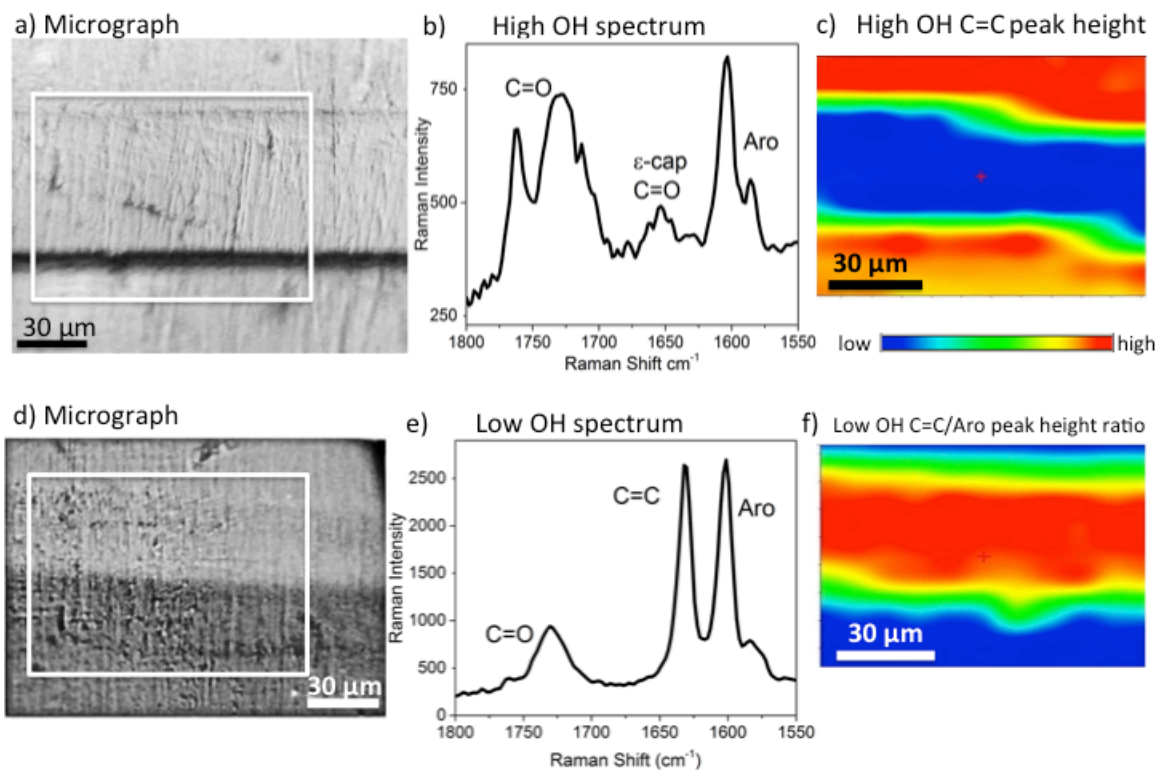 a) Micrograph
30 μm
b) High OH spectrum
C=O
ε-cap
C=O
Aro
Raman Intensity
750
500
250
1800 1750 1700 1650 1600 1550
Raman Shift cm⁻¹
c) High OH C=C peak height
30 μm
low high
d) Micrograph
30 μm
e) Low OH spectrum
C=C
Aro
C=O
Raman Intensity
2500
2000
1500
1000
500
0
1800 1750 1700 1650 1600 1550
Raman Shift (cm⁻¹)
f) Low OH C=C/Aro peak height ratio
30 μm